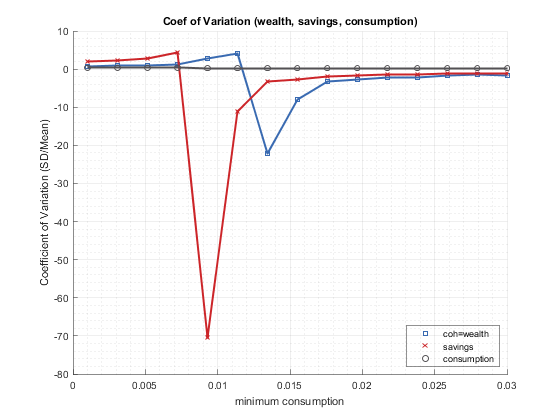 Coef of Variation (wealth, savings, consumption)
10
0
-10
-20
-30
-40
-50
-60
-70
-80
Coefficient of Variation (SD/Mean)
0
0.005
0.01
0.015
0.02
0.025
0.03
minimum consumption
coh=wealth
savings
consumption